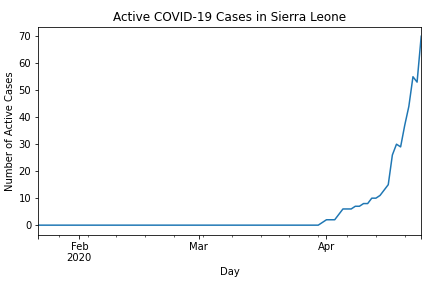 Active COVID-19 Cases in Sierra Leone
Number of Active Cases
70
60
50
40
30
20
10
0
Feb
2020
Mar
Apr
Day